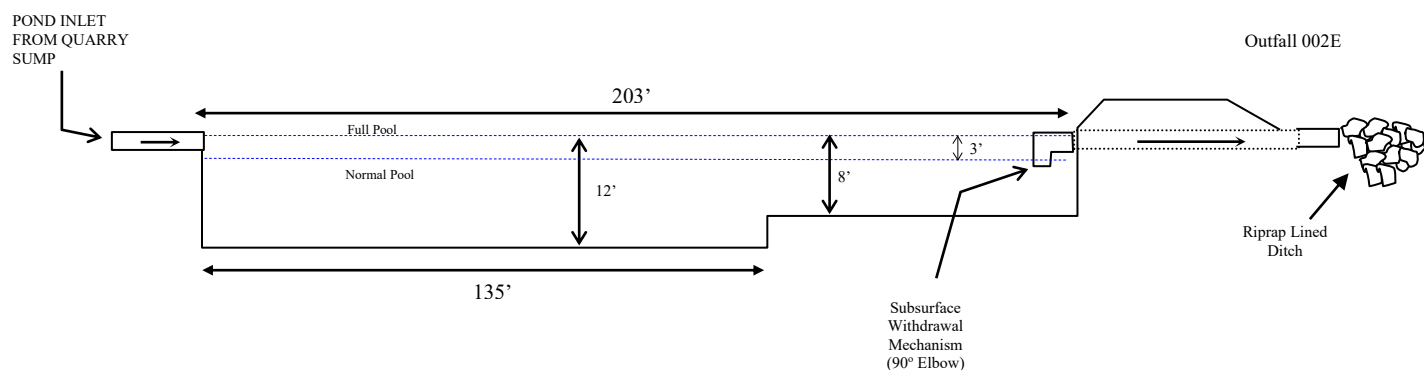 POND INLET
FROM QUARRY
SUMP
Outfall 002E
203’
Full Pool
3’
Normal Pool
12’
8’
135’
Riprap Lined
Ditch
Subsurface
Withdrawal
Mechanism
(90º Elbow)